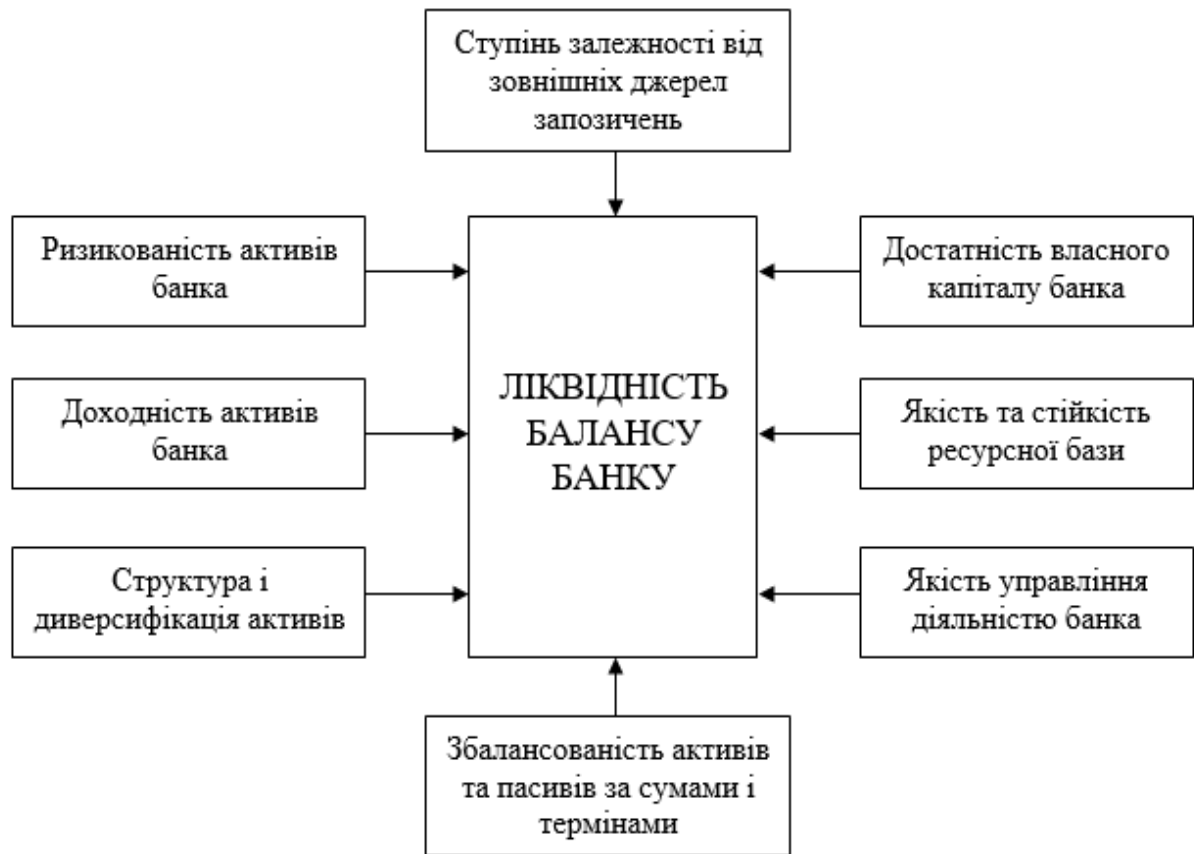 Ступінь залежності від
зовнішніх джерел
запозичень
Ризикованість активів
банка
Достатність власного
капіталу банка
ЛІКВІДНІСТЬ
БАЛАНСУ
БАНКУ
Доходність активів
банка
Якість та стійкість
ресурсної бази
Структура і
диверсифікація активів
Якість управління
діяльністю банка
Збалансованість активів
та пасивів за сумами і
термінами